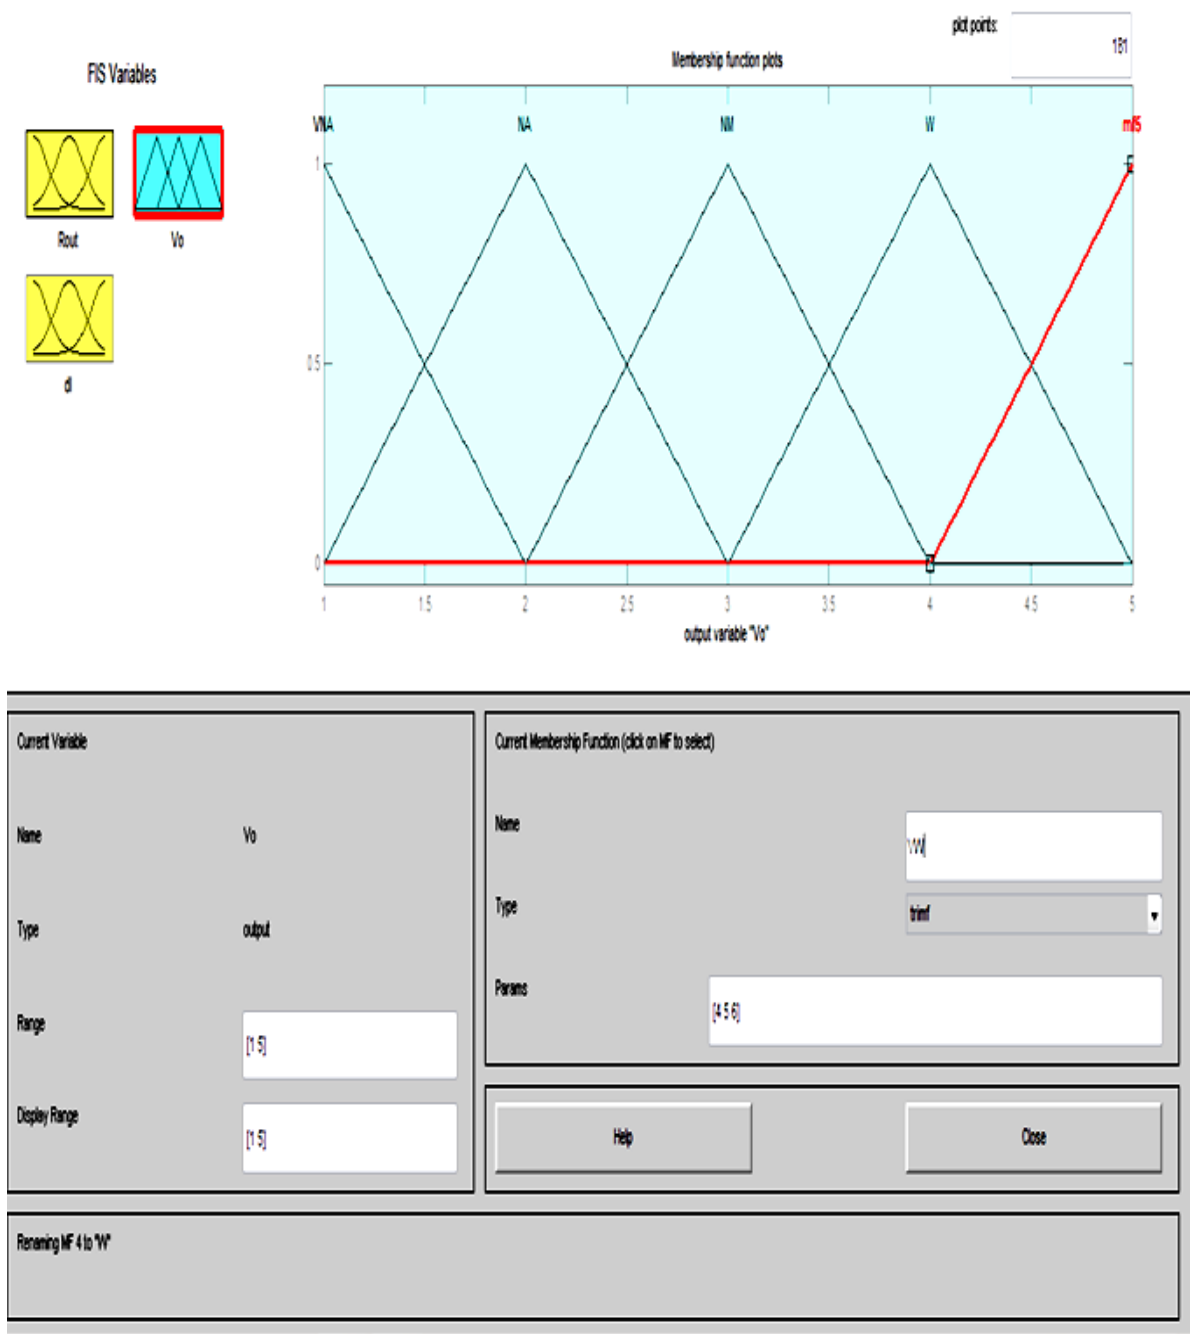 plot points:
181
FIS Variables
Membership function plots
VNA
NA
NM
W
mf5
1
0.5
0
Rout
Vo
dl
1
1.5
2
2.5
3
3.5
4
4.5
5
output variable "Vo"
Current Variable
Name
Vo
Type
output
Range
[1 5]
Display Range
[1 5]
Current Membership Function (click on MF to select)
Name
VW
Type
trimf
Params
[4 5 6]
Help
Close
Renaming MF 4 to "W"